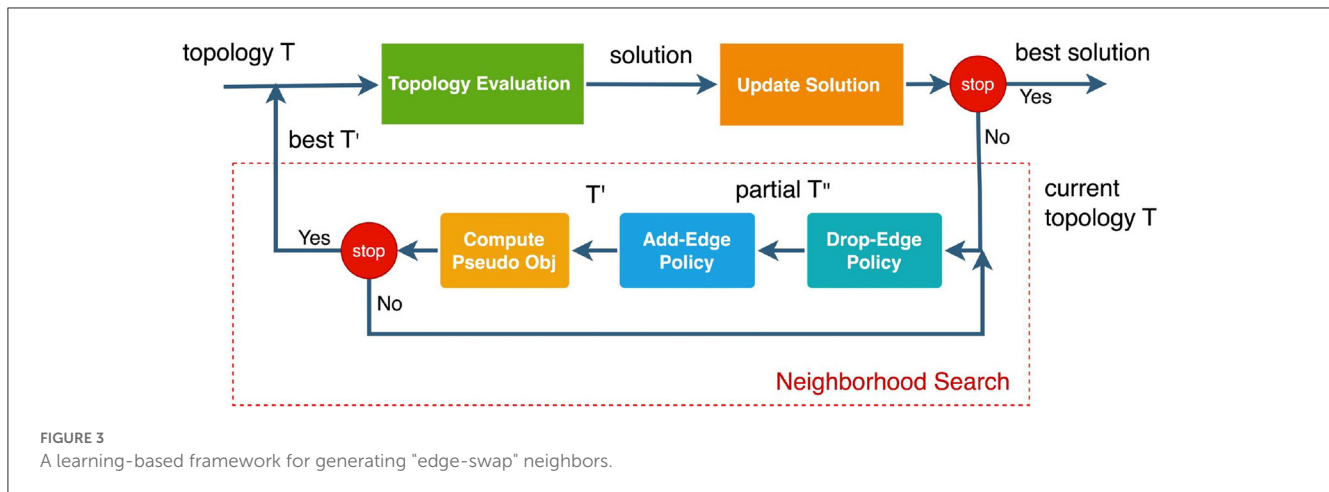 topology T
Topology Evaluation
solution
Update Solution
stop
best solution
Yes
No
best T'
current
topology T
T'
partial T"
Yes
stop
Compute
Pseudo Obj
Add-Edge
Policy
Drop-Edge
Policy
No
Neighborhood Search
FIGURE 3
A learning-based framework for generating "edge-swap" neighbors.